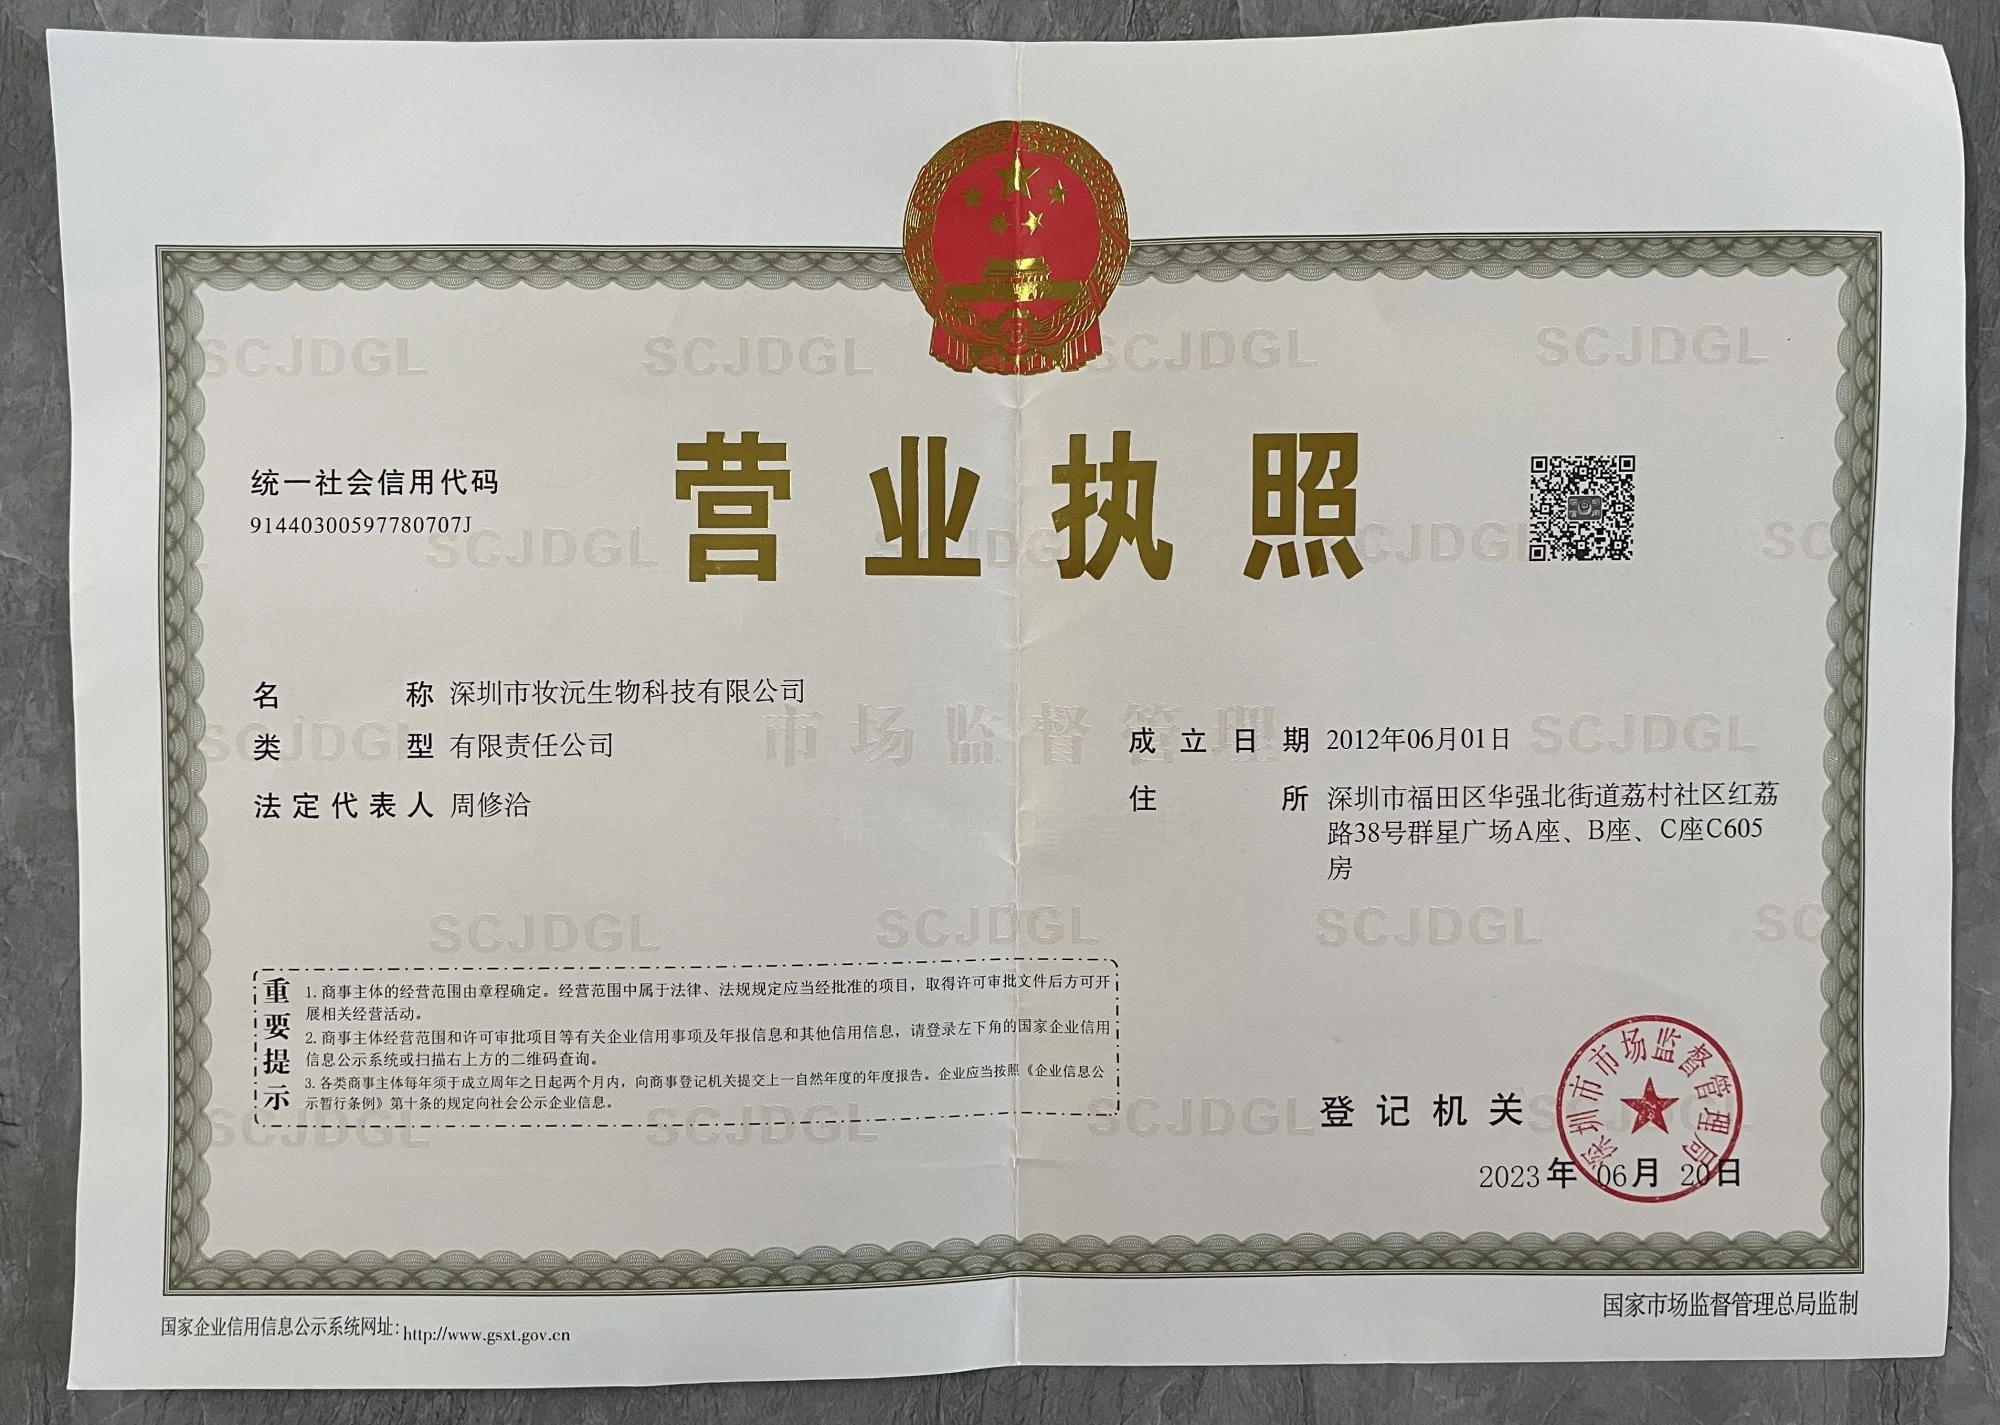 营业执照
统一社会信用代码
91440300597780707J
名称 深圳市妆沅生物科技有限公司
类型 有限责任公司
法定代表人 周修洽
成立日期 2012年06月01日
住所 深圳市福田区华强北街道荔村社区红荔
路38号群星广场A座、B座、C座C605
房
重要提示
1. 商事主体的经营范围由章程确定。经营范围中属于法律、法规规定应当经批准的项目，取得许可审批文件后方可开
展相关经营活动。
2. 商事主体经营范围和许可审批项目等有关企业信用事项及年报信息和其他信用信息，请登录左下角的国家企业信用
信息公示系统或扫描右上方的二维码查询。
3. 各类商事主体每年须于成立周年之日起两个月内，向商事登记机关提交上一自然年度的年度报告。企业应当按照《企业信息公
示暂行条例》第十条的规定向社会公示企业信息。
登记机关
深圳市市场监督管理局
2023年06月20日
国家企业信用信息公示系统网址：http://www.gsxt.gov.cn
国家市场监督管理总局监制
SCJDGL
市场监督管理